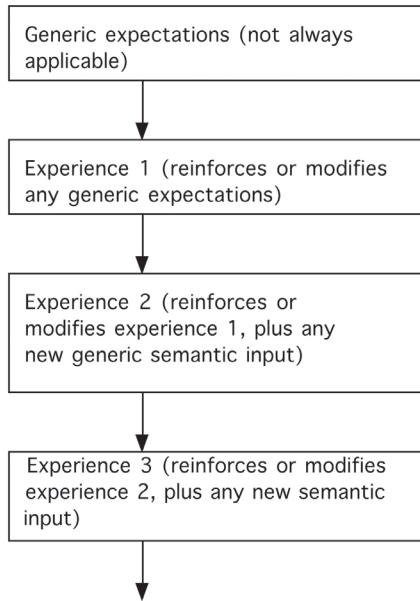 Generic expectations (not always
applicable)
Experience 1 (reinforces or modifies
any generic expectations)
Experience 2 (reinforces or
modifies experience 1, plus any
new generic semantic input)
Experience 3 (reinforces or modifies
experience 2, plus any new semantic
input)